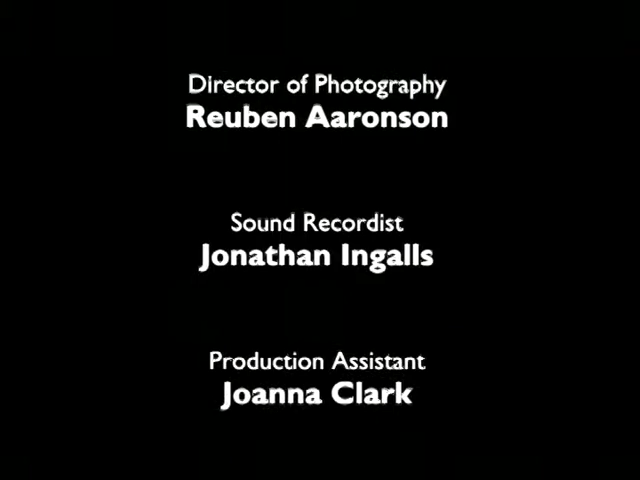 Director of Photography
Reuben Aaronson
Sound Recordist
Jonathan Ingalls
Production Assistant
Joanna Clark